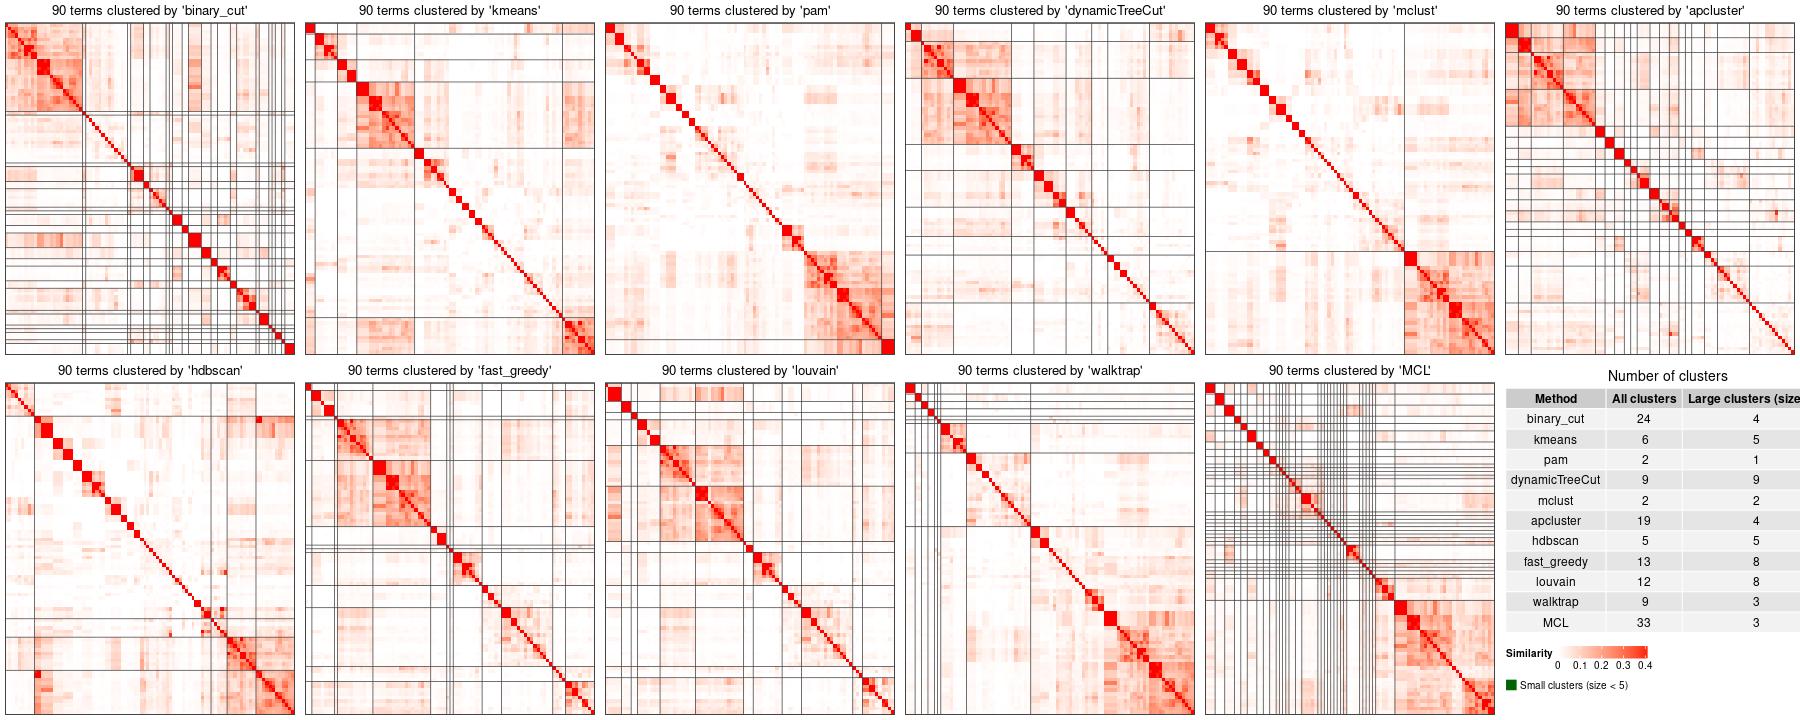 90 terms clustered by 'binary_cut'
90 terms clustered by 'kmeans'
90 terms clustered by 'pam'
90 terms clustered by 'dynamicTreeCut'
90 terms clustered by 'mclust'
90 terms clustered by 'apcluster'
90 terms clustered by 'hdbscan'
90 terms clustered by 'fast_greedy'
90 terms clustered by 'louvain'
90 terms clustered by 'walktrap'
90 terms clustered by 'MCL'
Number of clusters
Method All clusters Large clusters (size
binary_cut 24 4
kmeans 6 5
pam 2 1
dynamicTreeCut 9 9
mclust 2 2
apcluster 19 4
hdbscan 5 5
fast_greedy 13 8
louvain 12 8
walktrap 9 3
MCL 33 3
Similarity
0 0.1 0.2 0.3 0.4
Small clusters (size < 5)